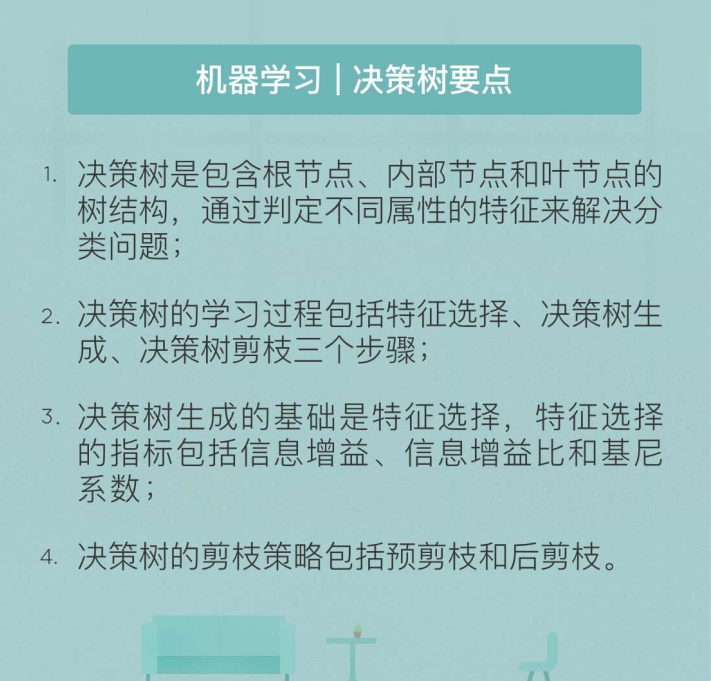 机器学习 | 决策树要点
1. 决策树是包含根节点、内部节点和叶节点的
树结构，通过判定不同属性的特征来解决分
类问题；
2. 决策树的学习过程包括特征选择、决策树生
成、决策树剪枝三个步骤；
3. 决策树生成的基础是特征选择，特征选择
的指标包括信息增益、信息增益比和基尼
系数；
4. 决策树的剪枝策略包括预剪枝和后剪枝。